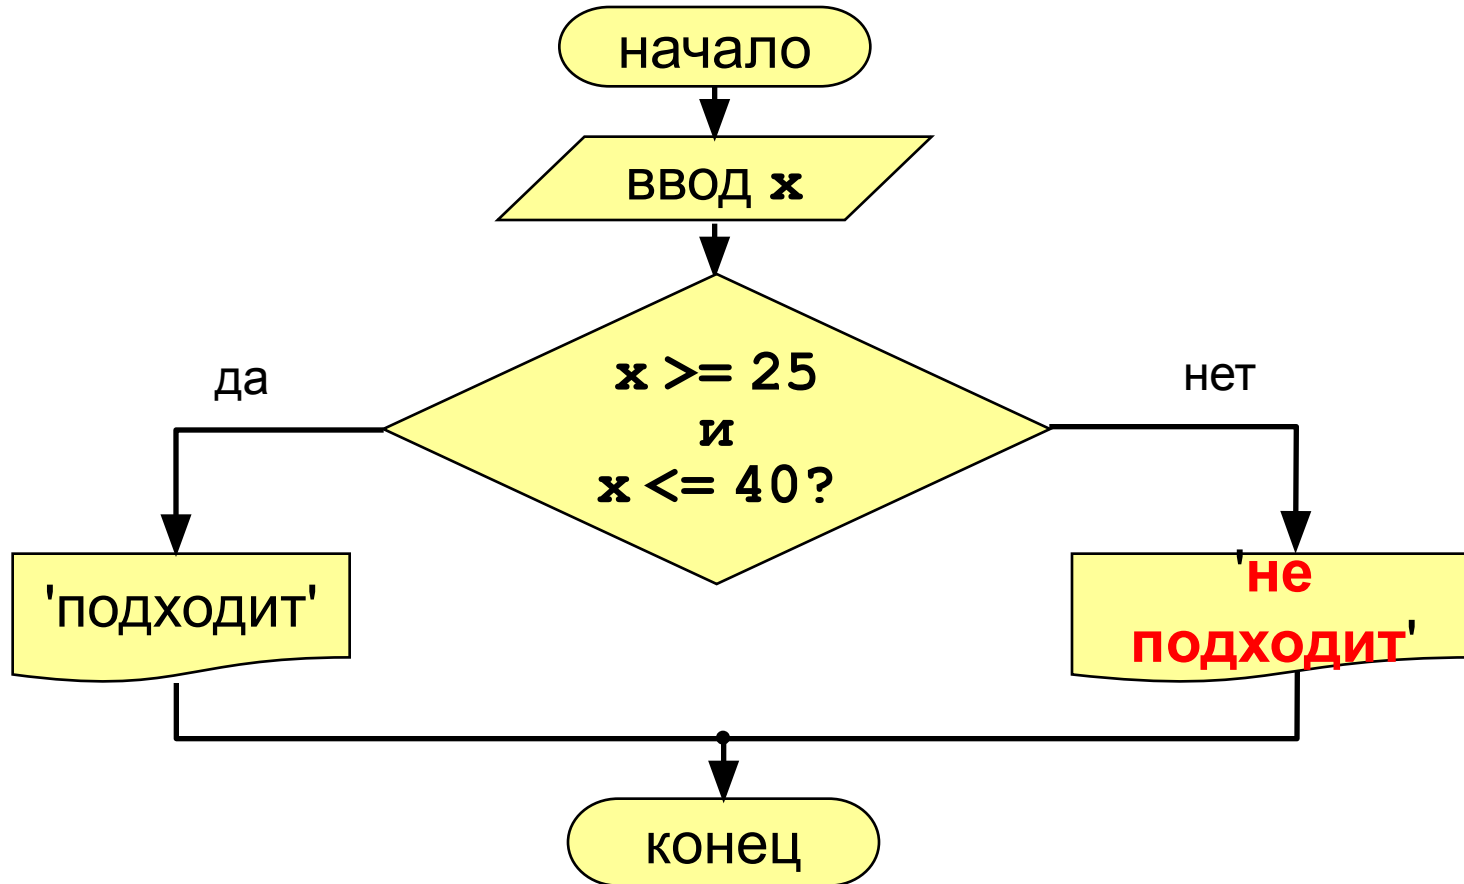 начало
ввод x
x >= 25
и
x <= 40?
да
нет
'подходит'
'не
подходит'
конец